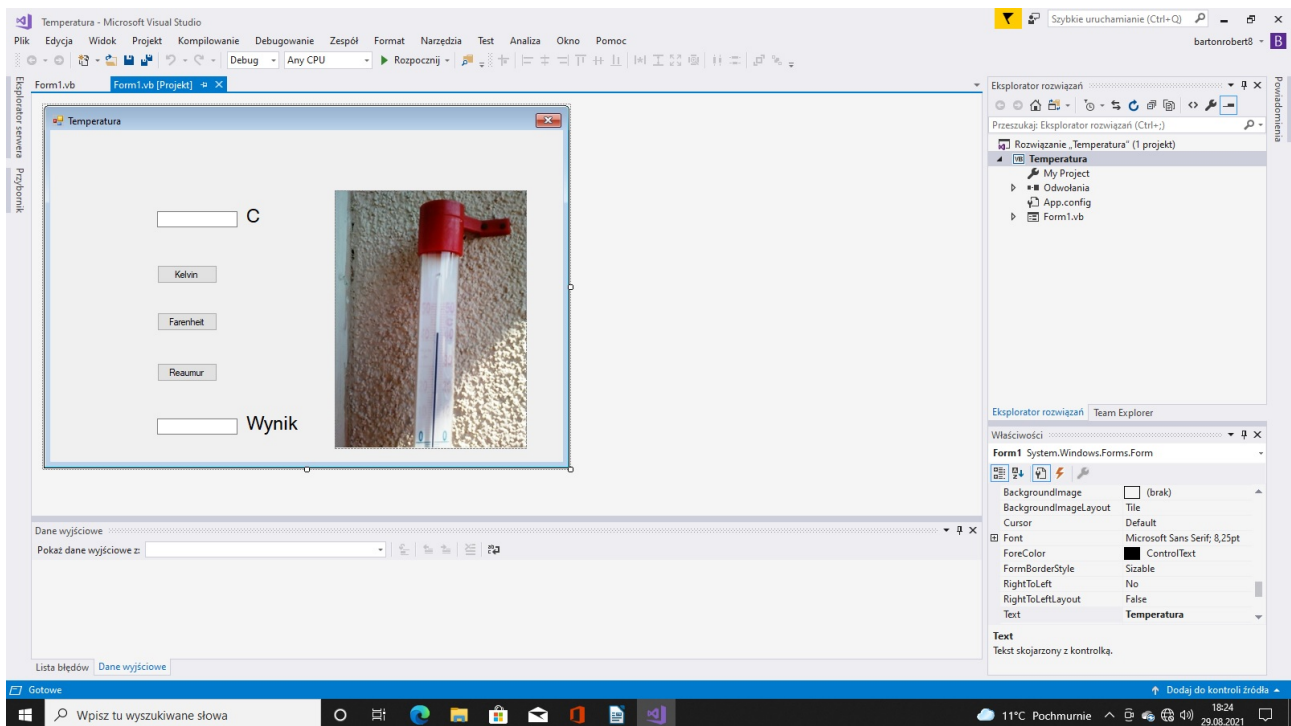 Temperatura - Microsoft Visual Studio
Szybkie uruchamianie (Ctrl+Q)
Plik Edycja Widok Projekt Kompilowanie Debugowanie Zespół Format Narzędzia Test Analiza Okno Pomoc
bartonrobert8 B
Debug Any CPU Rozpocznij
Eksplorator serwera
Przybornik
Form1.vb Form1.vb [Projekt]
Temperatura
C
Kelvin
Farenheit
Reaumur
Wynik
0 0
Dane wyjściowe
Pokaż dane wyjściowe z:
Lista błędów Dane wyjściowe
Eksplorator rozwiązań
Przeszukaj: Eksplorator rozwiązań (Ctrl+;)
Rozwiązanie „Temperatura" (1 projekt)
VB Temperatura
My Project
Odwołania
App.config
Form1.vb
Eksplorator rozwiązań Team Explorer
Powiadomienia
Właściwości
Form1 System.Windows.Forms.Form
BackgroundImage (brak)
BackgroundImageLayout Tile
Cursor Default
Font Microsoft Sans Serif; 8,25pt
ForeColor ControlText
FormBorderStyle Sizable
RightToLeft No
RightToLeftLayout False
Text Temperatura
Text
Tekst skojarzony z kontrolką.
Gotowe
Dodaj do kontroli źródła
Wpisz tu wyszukiwane słowa
11°C Pochmurnie
18:24
29.08.2021